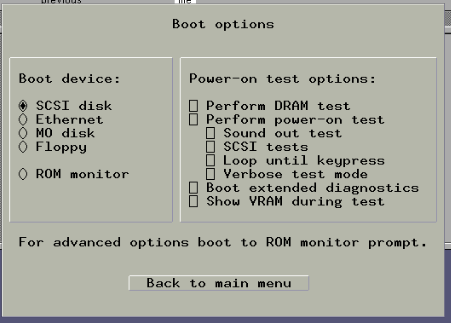 previous
me
Boot options
Boot device:
SCSI disk
Ethernet
MO disk
Floppy
ROM monitor
Power-on test options:
Perform DRAM test
Perform power-on test
Sound out test
SCSI tests
Loop until keypress
Verbose test mode
Boot extended diagnostics
Show VRAM during test
For advanced options boot to ROM monitor prompt.
Back to main menu